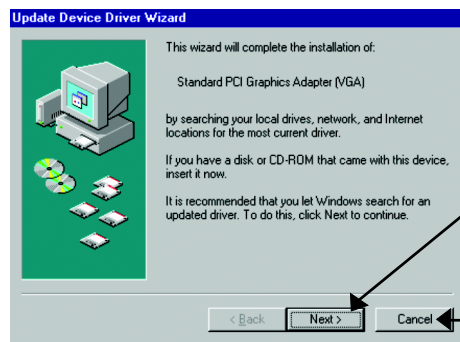 Update Device Driver Wizard
This wizard will complete the installation of:
Standard PCI Graphics Adapter (VGA)
by searching your local drives, network, and Internet
locations for the most current driver.
If you have a disk or CD-ROM that came with this device,
insert it now.
It is recommended that you let Windows search for an
updated driver. To do this, click Next to continue.
< Back
Next >
Cancel